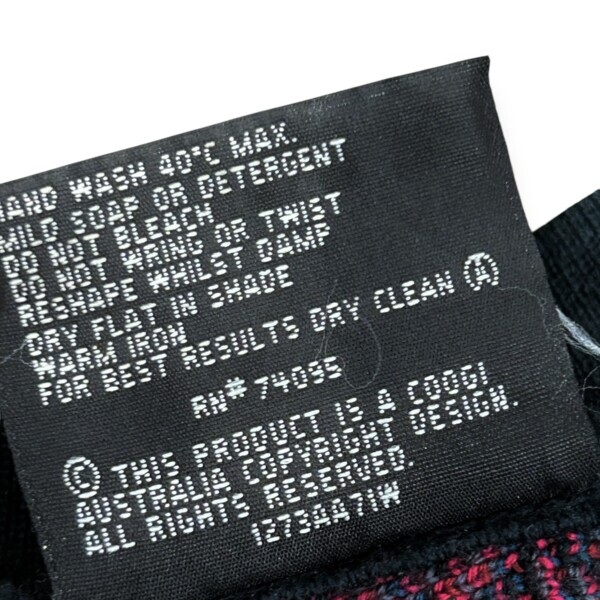 HAND WASH 40°C MAX.
MILD SOAP OR DETERGENT
DO NOT BLEACH
DO NOT WRING OR TWIST
RESHAPE WHILST DAMP
DRY FLAT IN SHADE
WARM IRON
FOR BEST RESULTS DRY CLEAN Ⓐ
RN# 74095
© THIS PRODUCT IS A COOGI
AUSTRALIA COPYRIGHT DESIGN.
ALL RIGHTS RESERVED.
1273AA71W